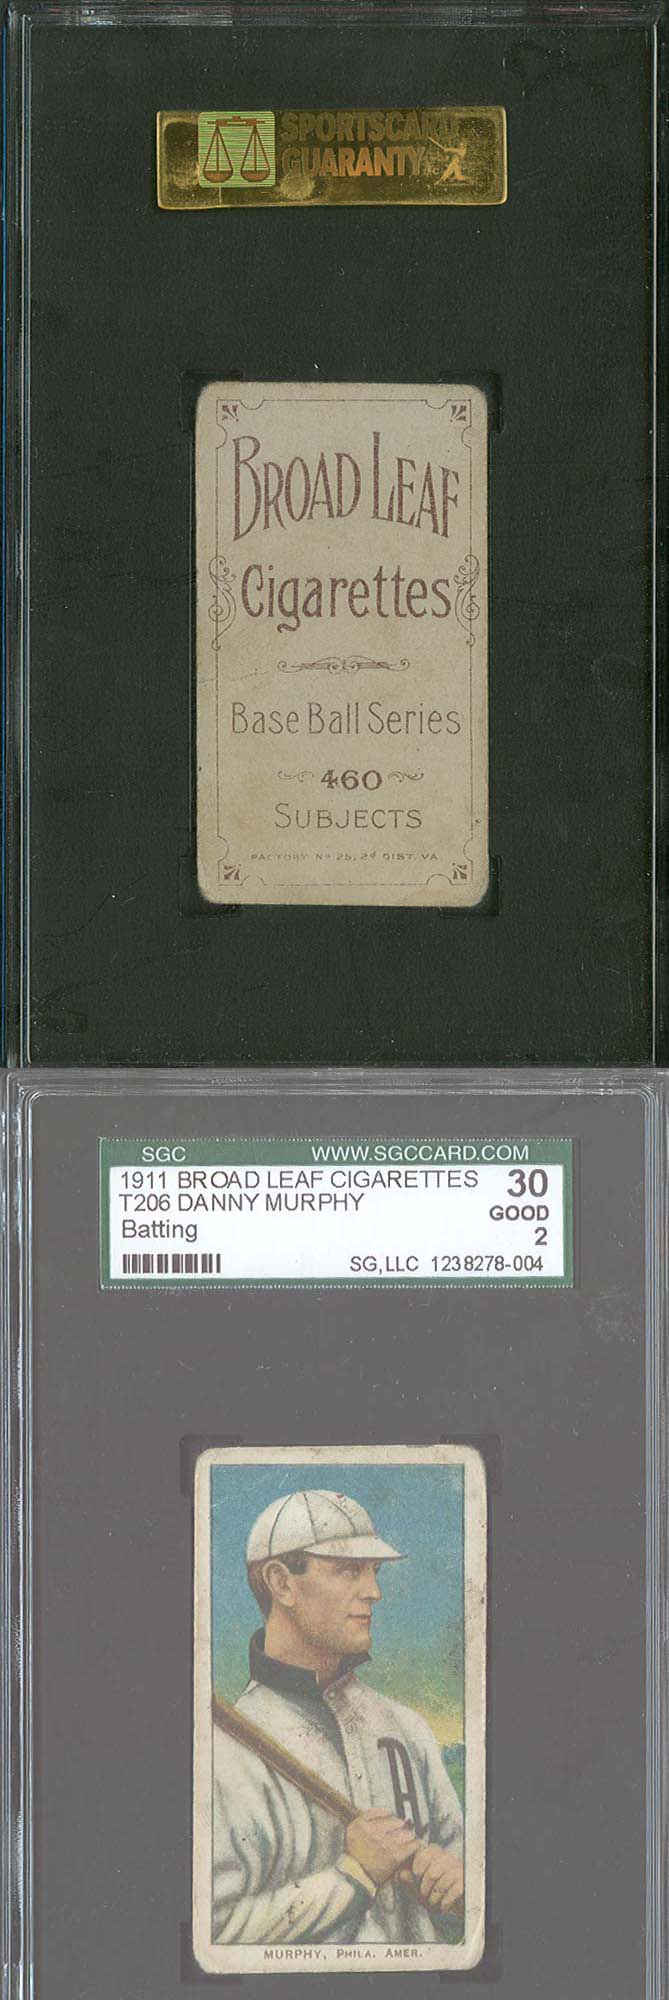 SPORTSCARD
GUARANTY
BROAD LEAF
Cigarettes
Base Ball Series
460
SUBJECTS
FACTORY Nº 25, 2d DIST. VA
SGC WWW.SGCCARD.COM
1911 BROAD LEAF CIGARETTES 30
T206 DANNY MURPHY GOOD
Batting 2
SG,LLC 1238278-004
A
MURPHY, PHILA. AMER.